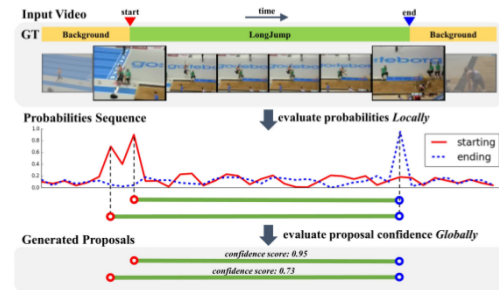 Input Video
start
time
end
GT
Background
LongJump
Background
evaluate probabilities Locally
Probabilities Sequence
1.0
0.8
0.6
0.4
0.2
0.0
starting
ending
evaluate proposal confidence Globally
Generated Proposals
confidence score: 0.95
confidence score: 0.73